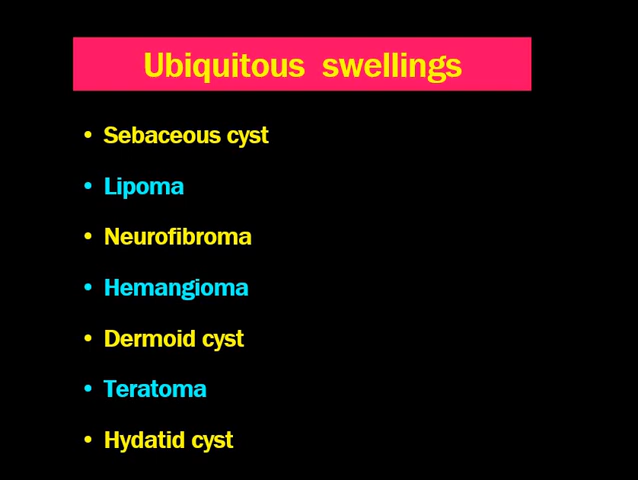 Ubiquitous swellings
• Sebaceous cyst
• Lipoma
• Neurofibroma
• Hemangioma
• Dermoid cyst
• Teratoma
• Hydatid cyst